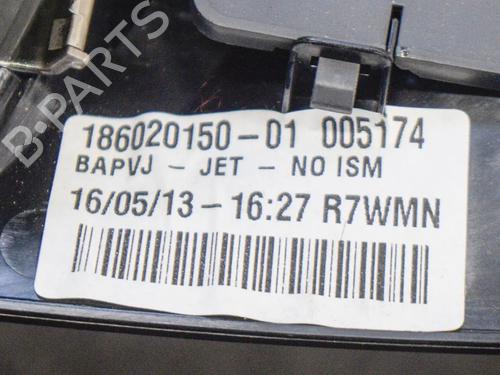 B-PARTS
186020150-01 005174
BAPVJ - JET - NO ISM
16/05/13-16:27 R7WMN